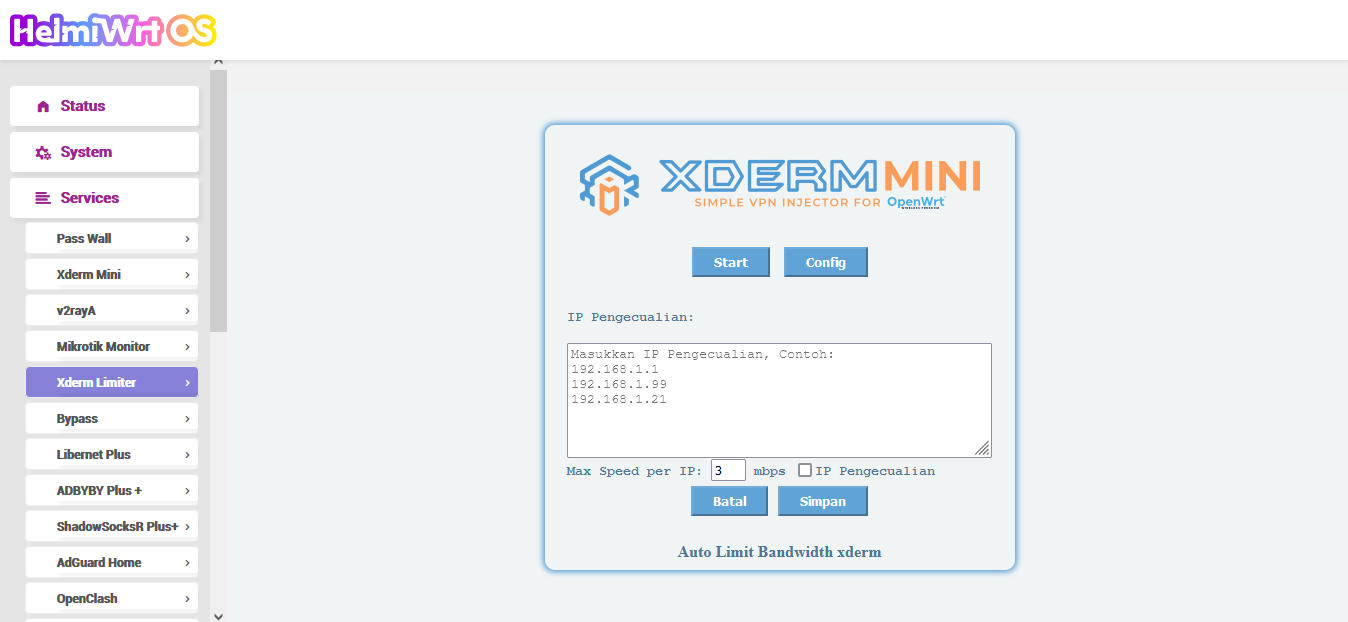 HelmiWrt OS
Status
System
Services
Pass Wall
Xderm Mini
v2rayA
Mikrotik Monitor
Xderm Limiter
Bypass
Libernet Plus
ADBYBY Plus +
ShadowSocksR Plus+
AdGuard Home
OpenClash
XDERM MINI
SIMPLE VPN INJECTOR FOR OpenWrt
Start Config
IP Pengecualian:
Masukkan IP Pengecualian, Contoh:
192.168.1.1
192.168.1.99
192.168.1.21
Max Speed per IP: 3 mbps IP Pengecualian
Batal Simpan
Auto Limit Bandwidth xderm